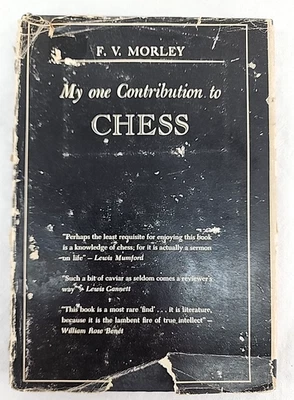 F. V. MORLEY
My one Contribution to
CHESS
"Perhaps the least requisite for enjoying this book
is a knowledge of chess, for it is actually a sermon
on life" – Lewis Mumford
"Such a bit of caviar as seldom comes a reviewer's
way" – Lewis Gannett
"This book is a most rare 'find' . . . it is literature,
because it is the lambent fire of true intellect" –
William Rose Benét